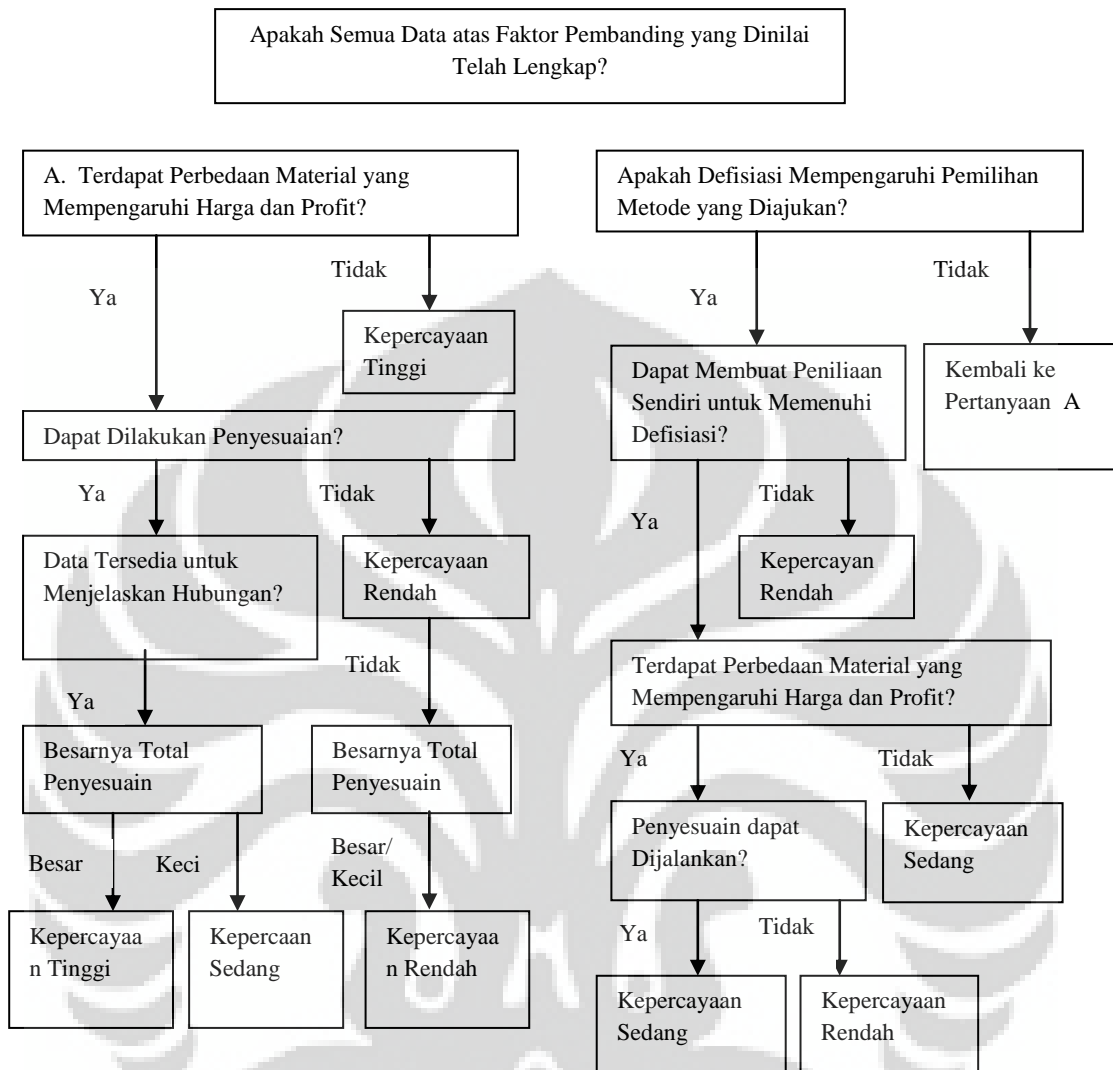 Apakah Semua Data atas Faktor Pembanding yang Dinilai
Telah Lengkap?
A. Terdapat Perbedaan Material yang
Mempengaruhi Harga dan Profit?
Apakah Defisiasi Mempengaruhi Pemilihan
Metode yang Diajukan?
Ya
Tidak
Ya
Tidak
Kepercayaan
Tinggi
Dapat Membuat Peniliaan
Sendiri untuk Memenuhi
Defisiasi?
Kembali ke
Pertanyaan A
Dapat Dilakukan Penyesuaian?
Ya
Tidak
Ya
Tidak
Data Tersedia untuk
Menjelaskan Hubungan?
Kepercayaan
Rendah
Kepercayan
Rendah
Ya
Tidak
Terdapat Perbedaan Material yang
Mempengaruhi Harga dan Profit?
Besarnya Total
Penyesuain
Besarnya Total
Penyesuain
Ya
Tidak
Besar
Keci
Besar/
Kecil
Penyesuain dapat
Dijalankan?
Kepercayaan
Sedang
Kepercayaa
n Tinggi
Kepercaan
Sedang
Kepercayaa
n Rendah
Ya
Tidak
Kepercayaan
Sedang
Kepercayaan
Rendah